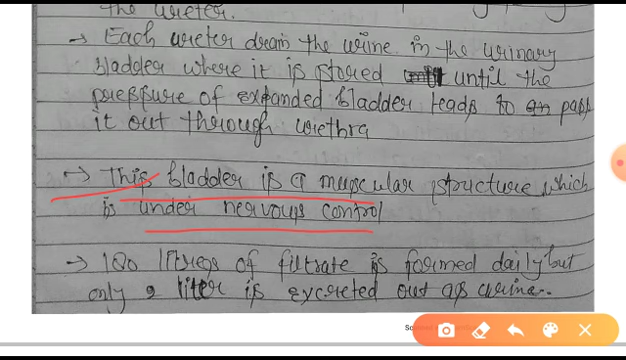 the ureter.
→ Each ureter drain the urine in the urinary
bladder where it is stored until the
pressure of expanded bladder leads to pass
it out through urethra
→ This bladder is a muscular structure which
is under nervous control
→ 180 litres of filtrate is formed daily but
only 2 liter is excreted out as urine.